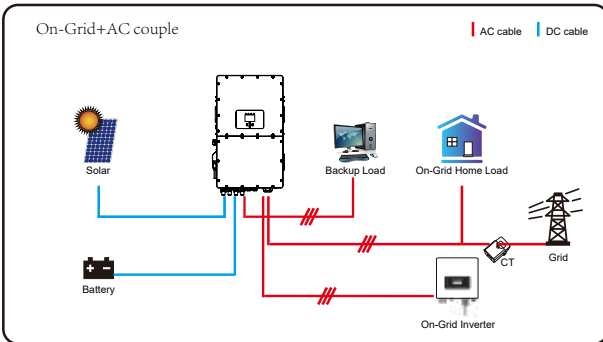 On-Grid+AC couple
AC cable
DC cable
Solar
Backup Load
On-Grid Home Load
CT
Grid
Battery
On-Grid Inverter